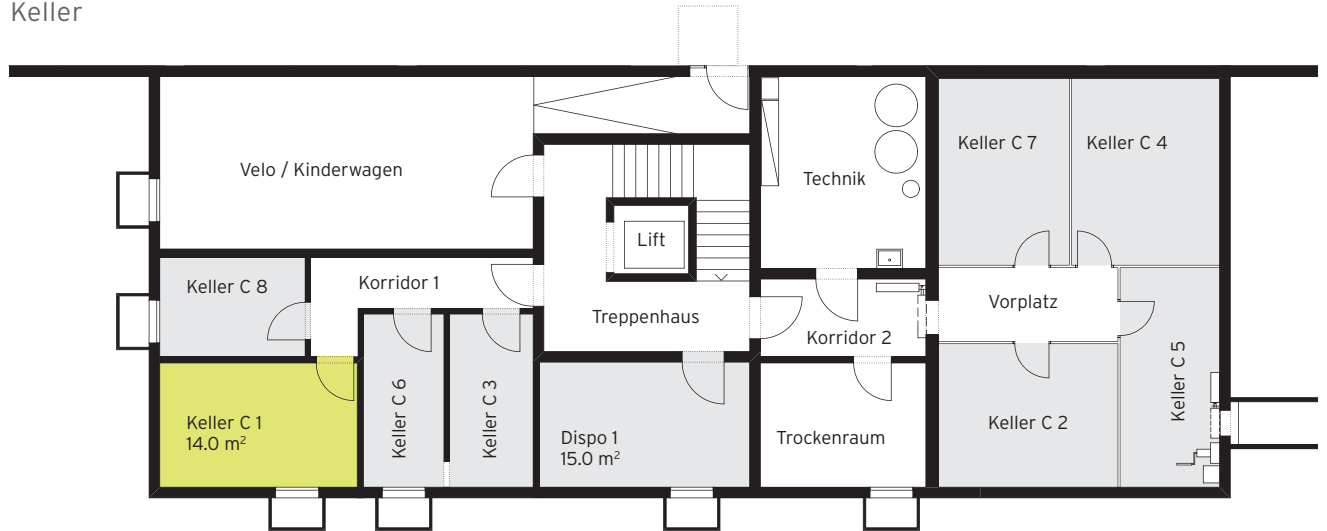 Keller
Velo / Kinderwagen
Technik
Keller C 7
Keller C 4
Lift
Keller C 8
Korridor 1
Treppenhaus
Korridor 2
Vorplatz
Keller C 1
14.0 m²
Keller C 6
Keller C 3
Dispo 1
15.0 m²
Trockenraum
Keller C 2
Keller C 5